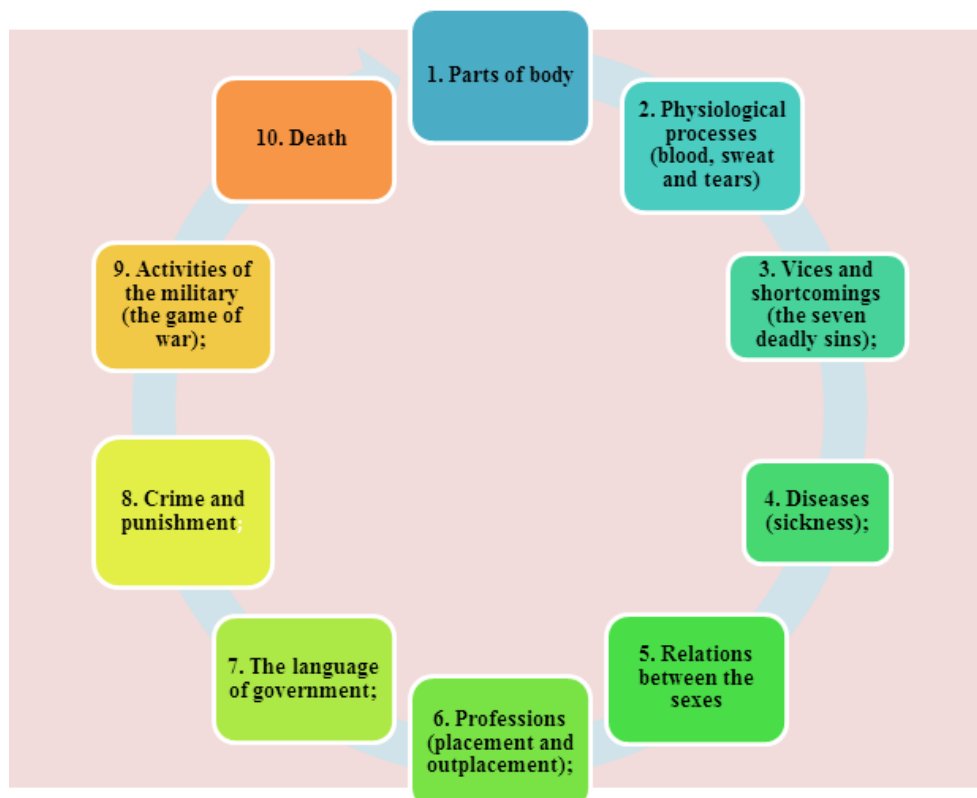 1. Parts of body
2. Physiological
processes
(blood, sweat
and tears)
3. Vices and
shortcomings
(the seven
deadly sins);
4. Diseases
(sickness);
5. Relations
between the
sexes
6. Professions
(placement and
outplacement);
7. The language
of government;
8. Crime and
punishment;
9. Activities of
the military
(the game of
war);
10. Death